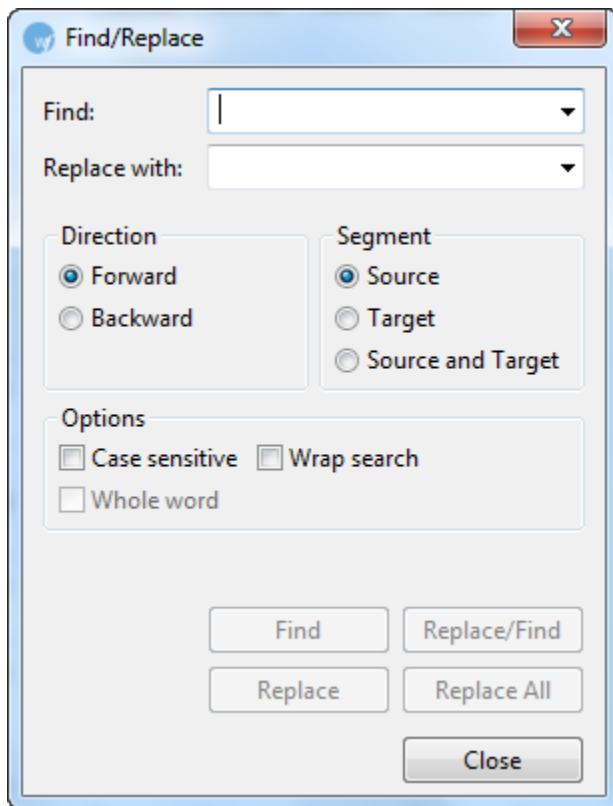 Find/Replace
Find:
Replace with:
Direction
Forward
Backward
Segment
Source
Target
Source and Target
Options
Case sensitive Wrap search
Whole word
Find Replace/Find
Replace Replace All
Close